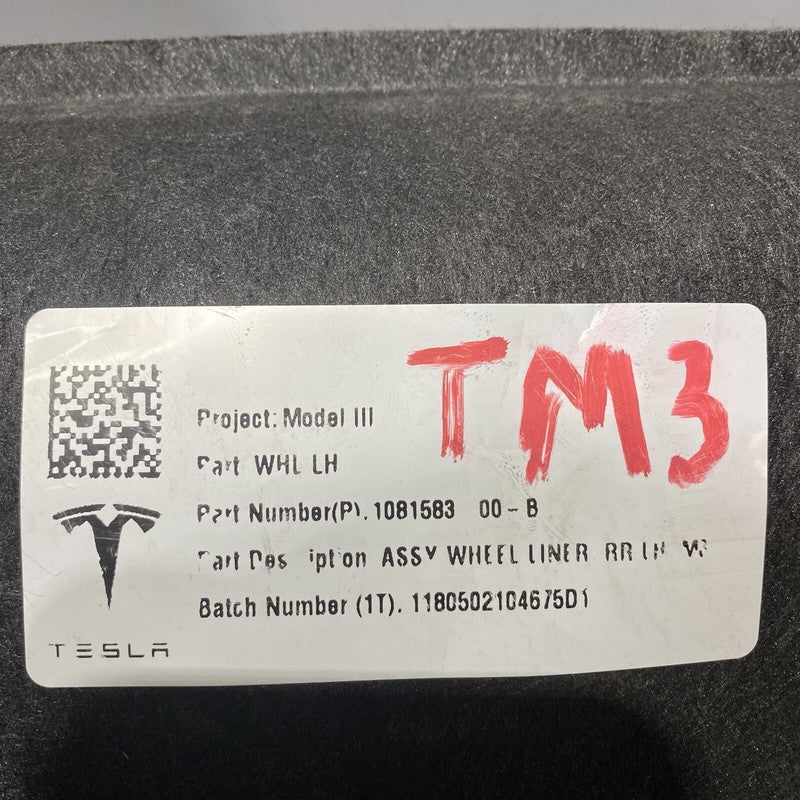 TM3
Project: Model III
Part WHL LH
Part Number(P). 1081583 00-B
Part Description ASSY WHEEL LINER RR LH
Batch Number (1T). 1180502104675D1
TESLA